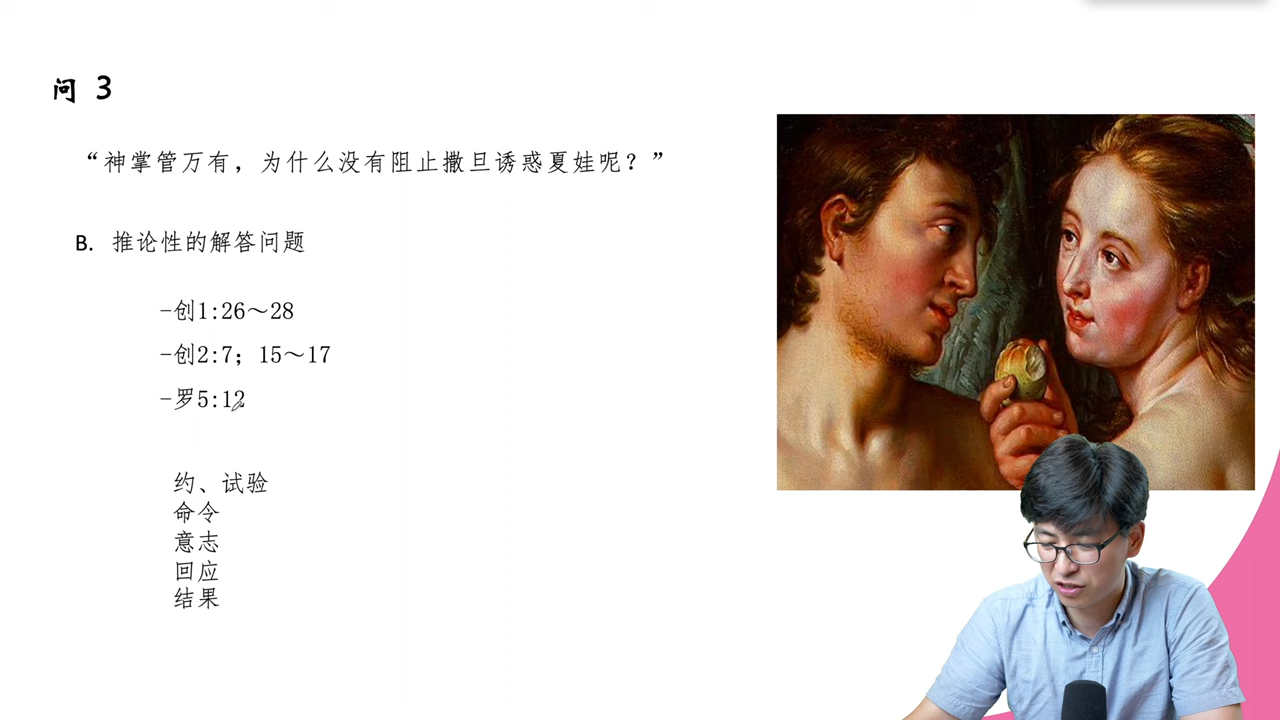 问 3
“神掌管万有，为什么没有阻止撒旦诱惑夏娃呢？”
B. 推论性的解答问题
-创1:26～28
-创2:7；15～17
-罗5:12
约、试验
命令
意志
回应
结果